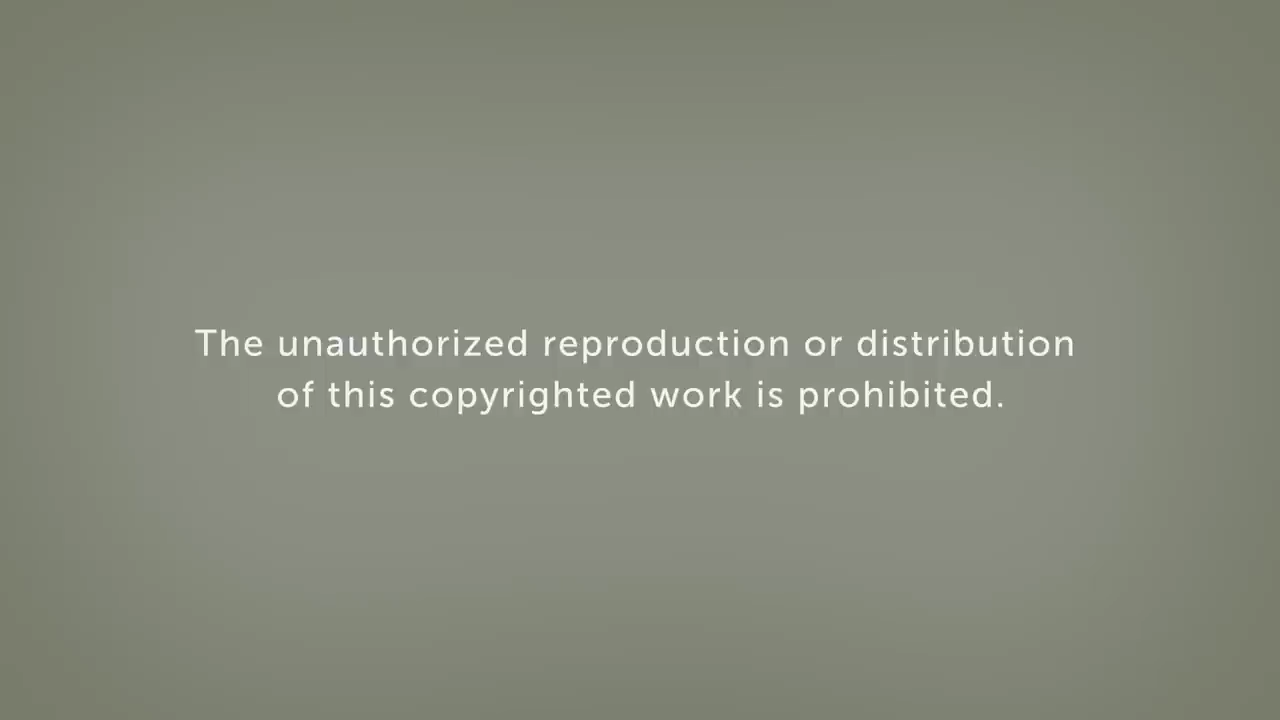 The unauthorized reproduction or distribution
of this copyrighted work is prohibited.